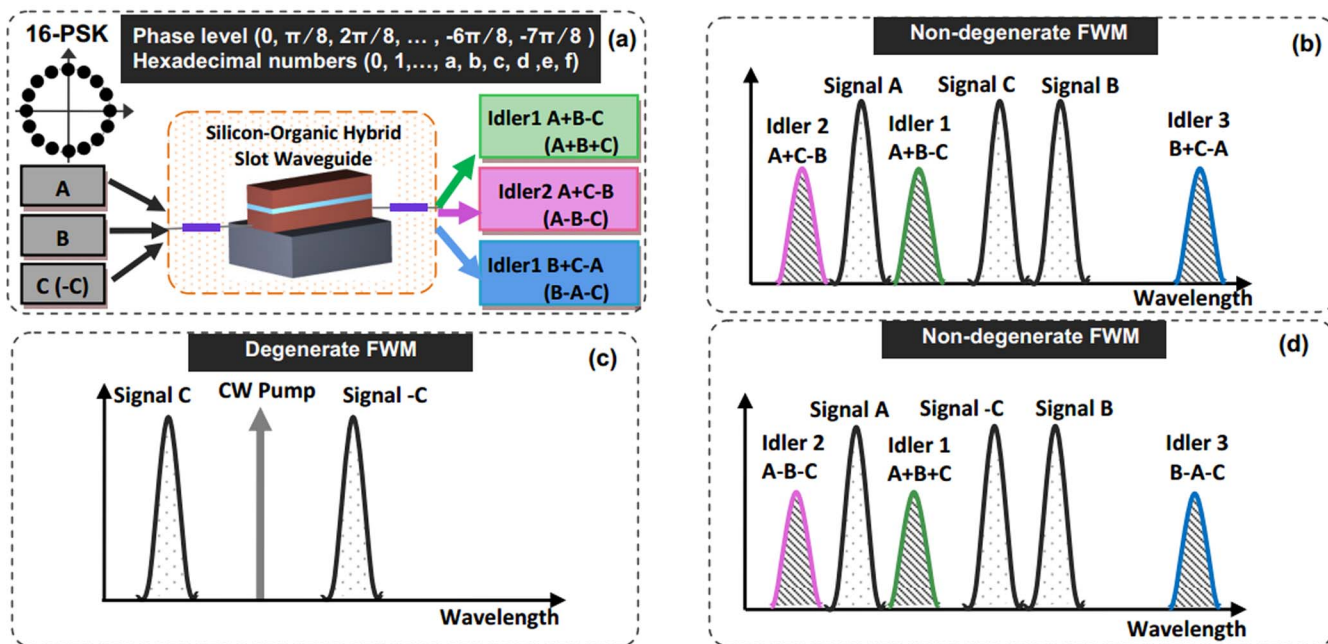 16-PSK
Phase level (0, π/8, 2π/8, ... , -6π/8, -7π/8 )
Hexadecimal numbers (0, 1,..., a, b, c, d ,e, f)
(a)
Silicon-Organic Hybrid
Slot Waveguide
A
B
C (-C)
Idler1 A+B-C
(A+B+C)
Idler2 A+C-B
(A-B-C)
Idler1 B+C-A
(B-A-C)
Non-degenerate FWM
(b)
Signal A
Signal C
Signal B
Idler 2
A+C-B
Idler 1
A+B-C
Idler 3
B+C-A
Wavelength
Degenerate FWM
(c)
Signal C
CW Pump
Signal -C
Wavelength
Non-degenerate FWM
(d)
Signal A
Signal -C
Signal B
Idler 2
A-B-C
Idler 1
A+B+C
Idler 3
B-A-C
Wavelength